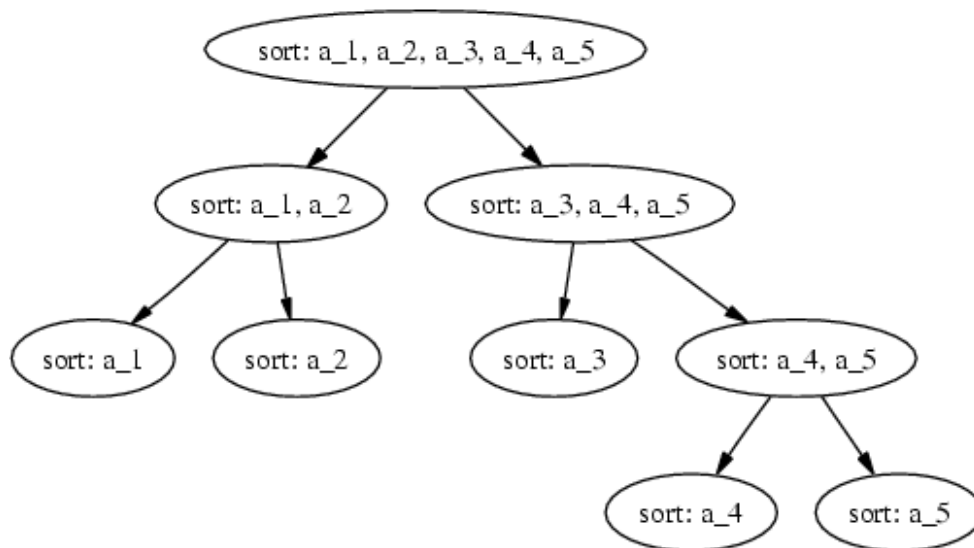 sort: a_1, a_2, a_3, a_4, a_5
sort: a_1, a_2
sort: a_3, a_4, a_5
sort: a_1
sort: a_2
sort: a_3
sort: a_4, a_5
sort: a_4
sort: a_5